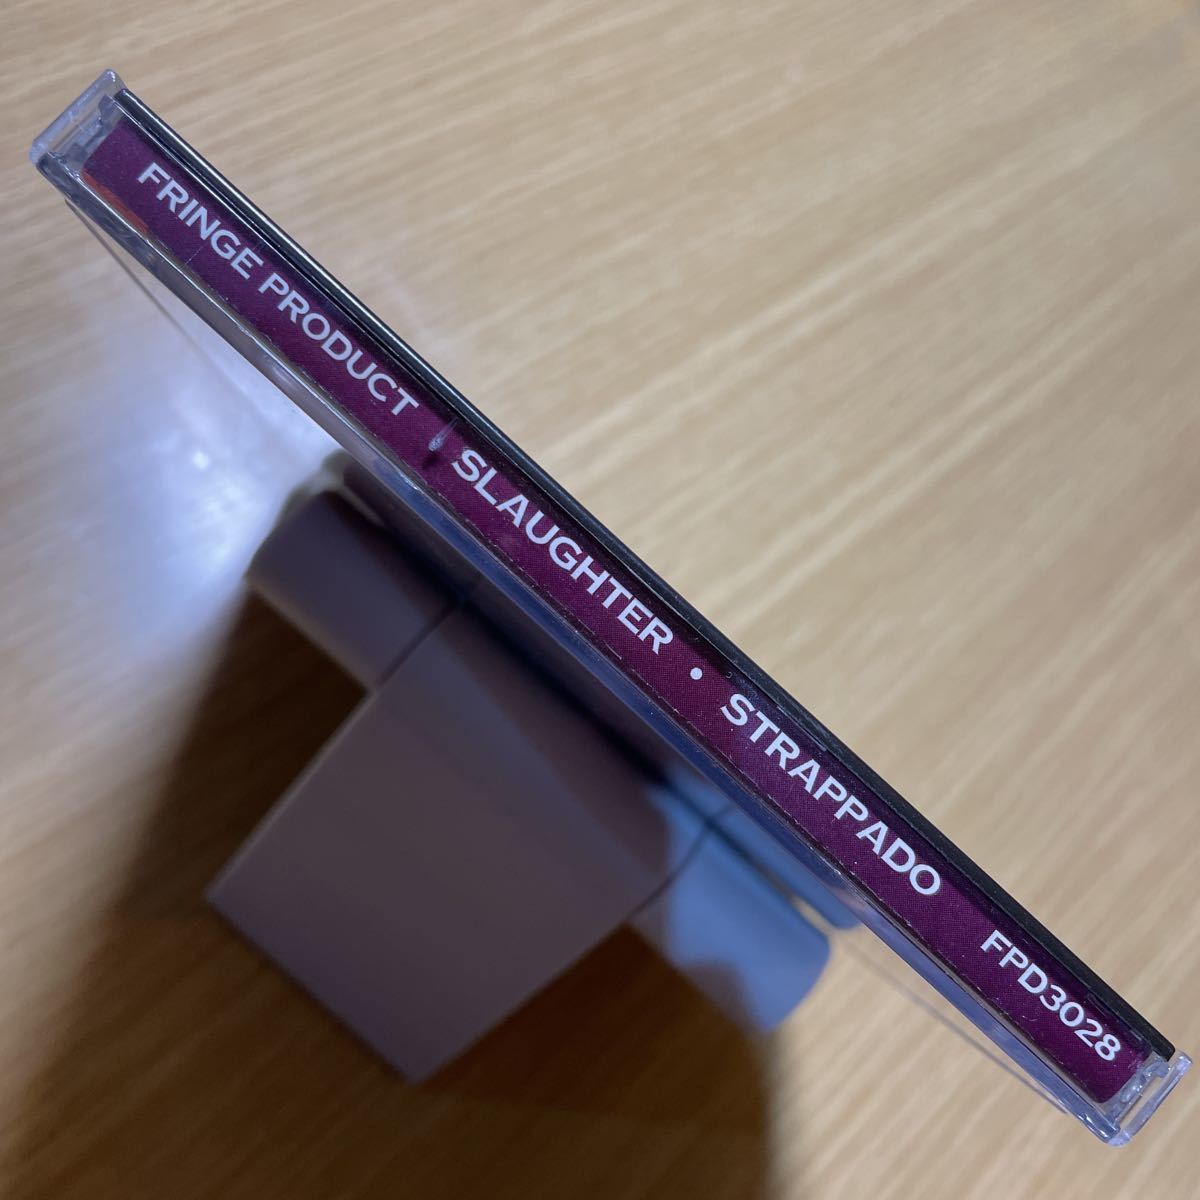 FRINGE PRODUCT SLAUGHTER • STRAPPADO FPD3028